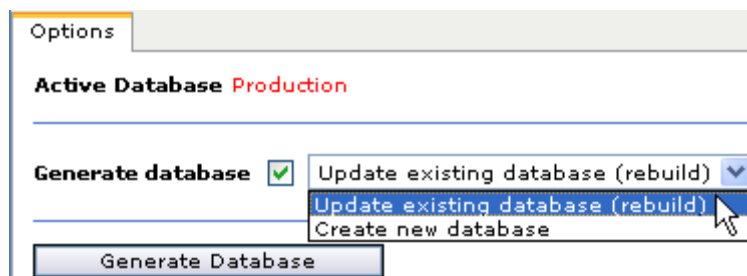 Options
Active Database Production
Generate database Update existing database (rebuild)
Update existing database (rebuild)
Create new database
Generate Database